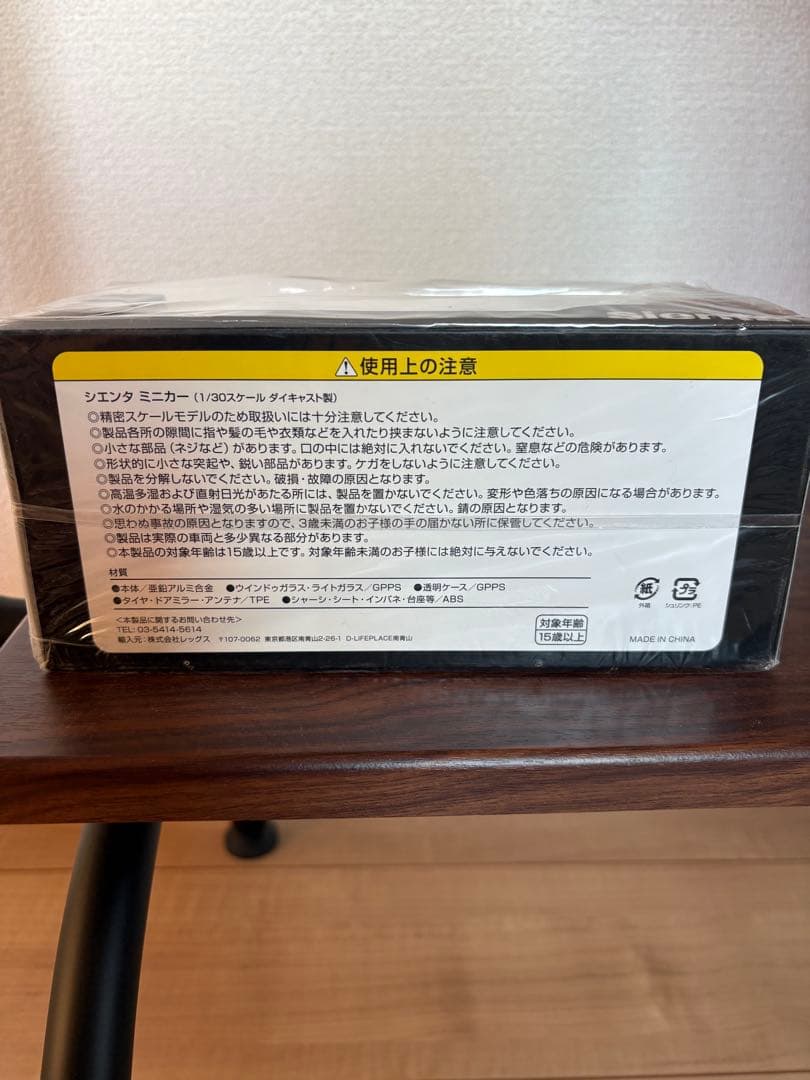 sienta
⚠使用上の注意
シエンタ ミニカー (1/30スケール ダイキャスト製)
◎精密スケールモデルのため取扱いには十分注意してください。
◎製品各所の隙間に指や髪の毛や衣類などを入れたり挟まないように注意してください。
◎小さな部品(ネジなど)があります。口の中には絶対に入れないでください。窒息などの危険があります。
◎形状的に小さな突起や、鋭い部品があります。ケガをしないように注意してください。
◎製品を分解しないでください。破損・故障の原因となります。
◎高温多湿および直射日光があたる所には、製品を置かないでください。変形や色落ちの原因になる場合があります。
◎水のかかる場所や湿気の多い場所に製品を置かないでください。錆の原因となります。
◎思わぬ事故の原因となりますので、3歳未満のお子様の手の届かない所に保管してください。
◎製品は実際の車両と多少異なる部分があります。
◎本製品の対象年齢は15歳以上です。対象年齢未満のお子様には絶対に与えないでください。
材質
●本体/亜鉛アルミ合金 ●ウインドゥガラス・ライトガラス/GPPS ●透明ケース/GPPS
●タイヤ・ドアミラー・アンテナ/TPE ●シャーシ・シート・インパネ・台座等/ABS
紙 プラ
外箱 シュリンク:PE
<本製品に関するお問い合わせ先>
TEL: 03-5414-5614
輸入元:株式会社レッグス 〒107-0062 東京都港区南青山2-26-1 D-LIFEPLACE南青山
対象年齢
15歳以上
MADE IN CHINA